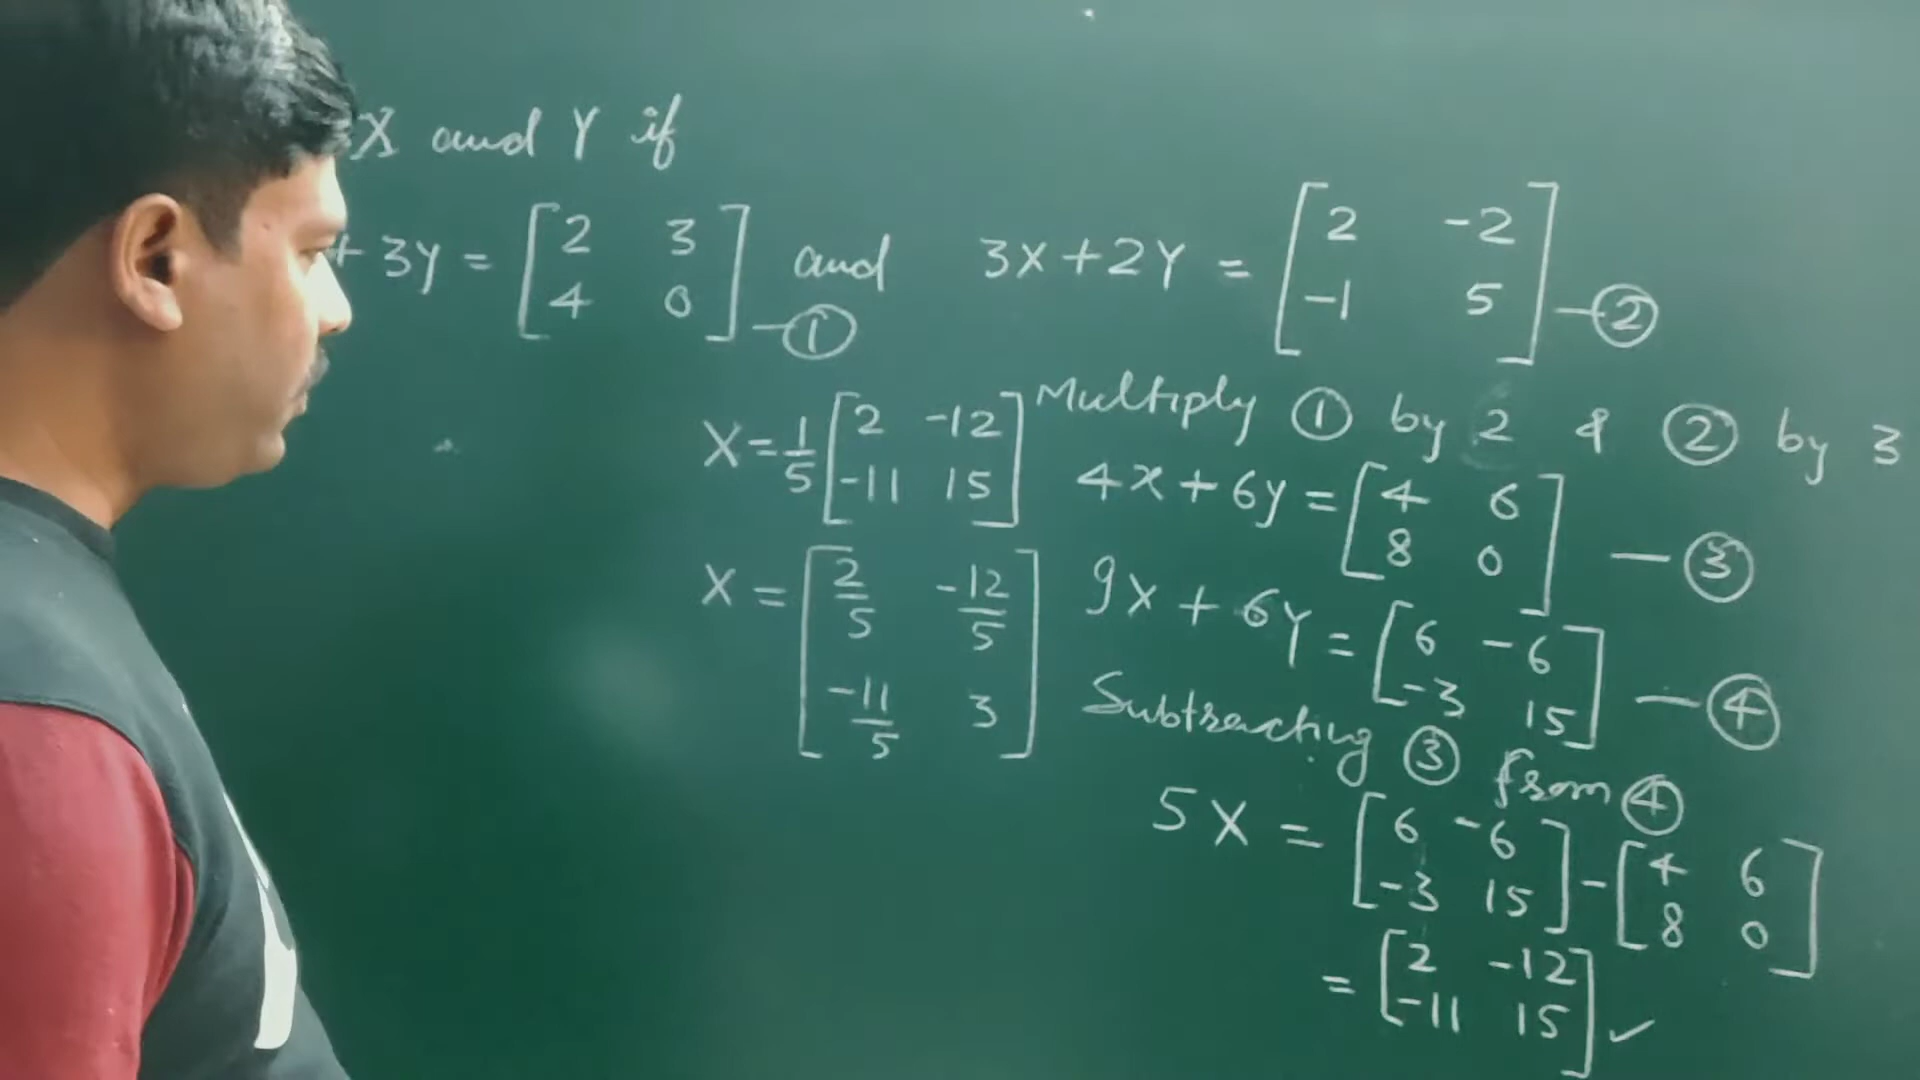 X and Y if
+ 3Y = [2 3 4 0] - ① and 3X + 2Y = [2 -2 -1 5] - ②
X = 1/5 [2 -12 -11 15]
X = [2/5 -12/5 -11/5 3]
Multiply ① by 2 & ② by 3
4X + 6Y = [4 6 8 0] - ③
9X + 6Y = [6 -6 -3 15] - ④
Subtracting ③ from ④
5X = [6 -6 -3 15] - [4 6 8 0]
= [2 -12 -11 15] ✓